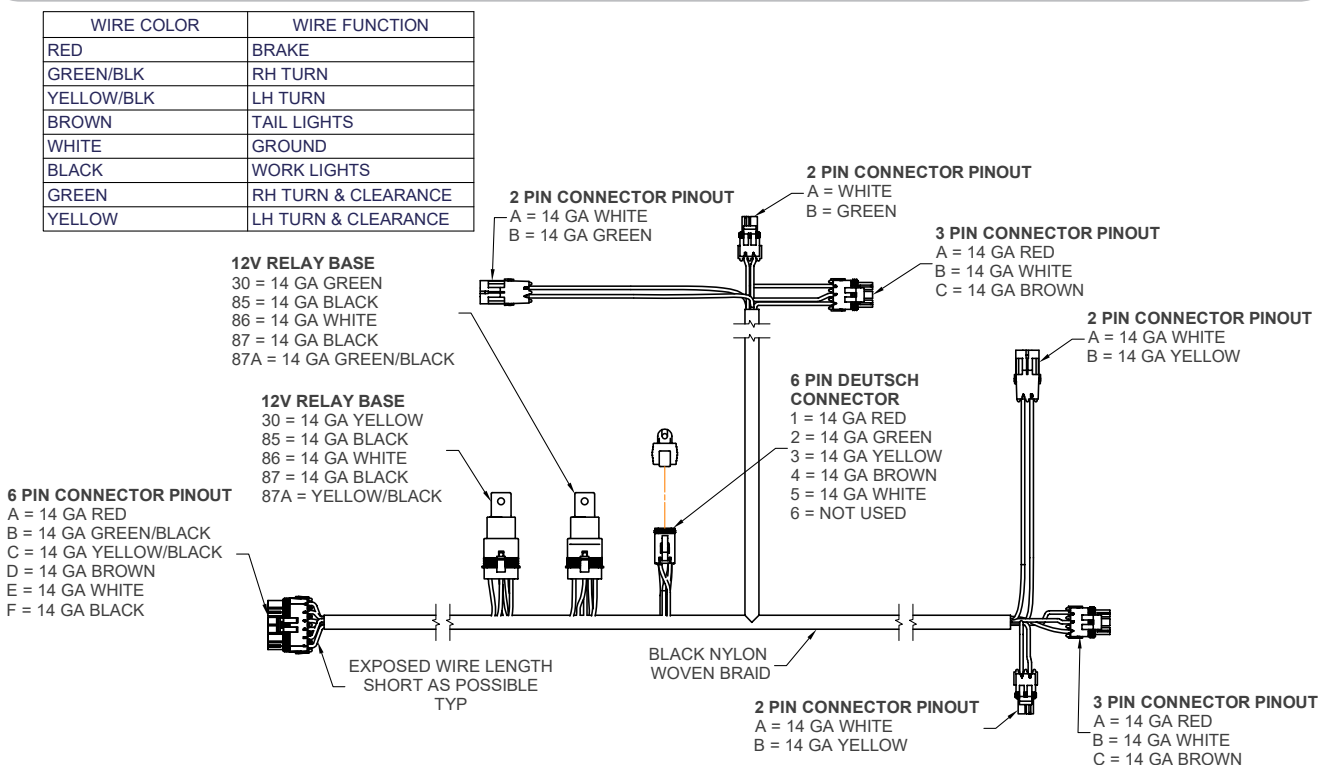 WIRE COLOR WIRE FUNCTION
RED BRAKE
GREEN/BLK RH TURN
YELLOW/BLK LH TURN
BROWN TAIL LIGHTS
WHITE GROUND
BLACK WORK LIGHTS
GREEN RH TURN & CLEARANCE
YELLOW LH TURN & CLEARANCE
2 PIN CONNECTOR PINOUT
A = 14 GA WHITE
B = 14 GA GREEN
2 PIN CONNECTOR PINOUT
A = WHITE
B = GREEN
3 PIN CONNECTOR PINOUT
A = 14 GA RED
B = 14 GA WHITE
C = 14 GA BROWN
12V RELAY BASE
30 = 14 GA GREEN
85 = 14 GA BLACK
86 = 14 GA WHITE
87 = 14 GA BLACK
87A = 14 GA GREEN/BLACK
2 PIN CONNECTOR PINOUT
A = 14 GA WHITE
B = 14 GA YELLOW
12V RELAY BASE
30 = 14 GA YELLOW
85 = 14 GA BLACK
86 = 14 GA WHITE
87 = 14 GA BLACK
87A = YELLOW/BLACK
6 PIN DEUTSCH
CONNECTOR
1 = 14 GA RED
2 = 14 GA GREEN
3 = 14 GA YELLOW
4 = 14 GA BROWN
5 = 14 GA WHITE
6 = NOT USED
6 PIN CONNECTOR PINOUT
A = 14 GA RED
B = 14 GA GREEN/BLACK
C = 14 GA YELLOW/BLACK
D = 14 GA BROWN
E = 14 GA WHITE
F = 14 GA BLACK
EXPOSED WIRE LENGTH
SHORT AS POSSIBLE
TYP
BLACK NYLON
WOVEN BRAID
2 PIN CONNECTOR PINOUT
A = 14 GA WHITE
B = 14 GA YELLOW
3 PIN CONNECTOR PINOUT
A = 14 GA RED
B = 14 GA WHITE
C = 14 GA BROWN